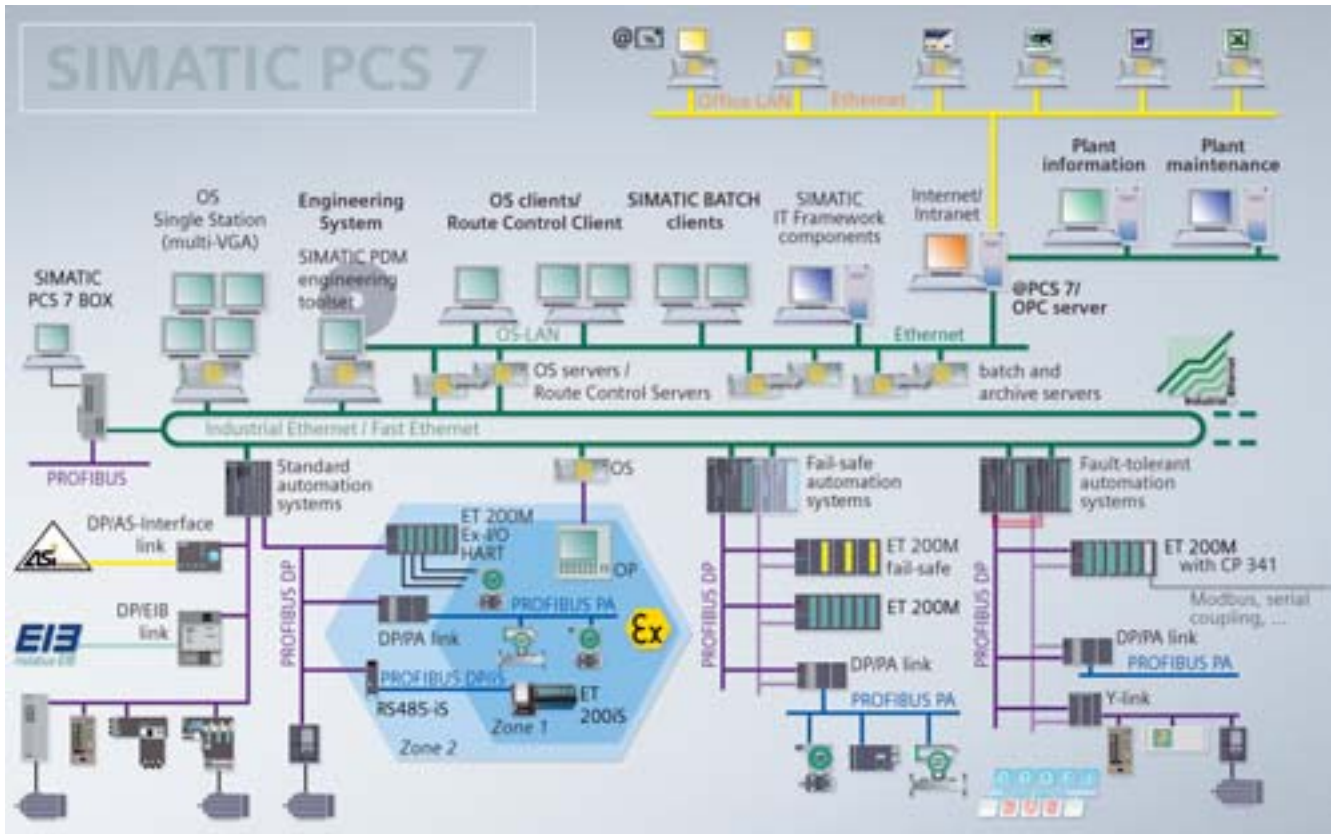 SIMATIC PCS 7
@
Office LAN
Ethernet
Plant
information
Plant
maintenance
OS
Single Station
(multi-VGA)
Engineering
System
SIMATIC PDM
engineering
toolset
OS clients/
Route Control Client
SIMATIC BATCH
clients
SIMATIC
IT Framework
components
Internet/
Intranet
SIMATIC
PCS 7 BOX
@PCS 7/
OPC server
OS-LAN
Ethernet
OS servers /
Route Control Servers
batch and
archive servers
Industrial
Ethernet
Industrial Ethernet / Fast Ethernet
PROFIBUS
Standard
automation
systems
OS
Fail-safe
automation
systems
Fault-tolerant
automation
systems
DP/AS-Interface
link
ASi
ET 200M
Ex-I/O
HART
OP
ET 200M
fail-safe
ET 200M
with CP 341
PROFIBUS DP
PROFIBUS DP
PROFIBUS DP
Modbus, serial
coupling, ...
DP/EIB
link
EIB
PROFIBUS PA
ET 200M
DP/PA link
Ex
DP/PA link
DP/PA link
PROFIBUS PA
PROFIBUS DP/iS
RS485-iS
ET
200iS
Zone 1
Zone 2
PROFIBUS PA
Y-link